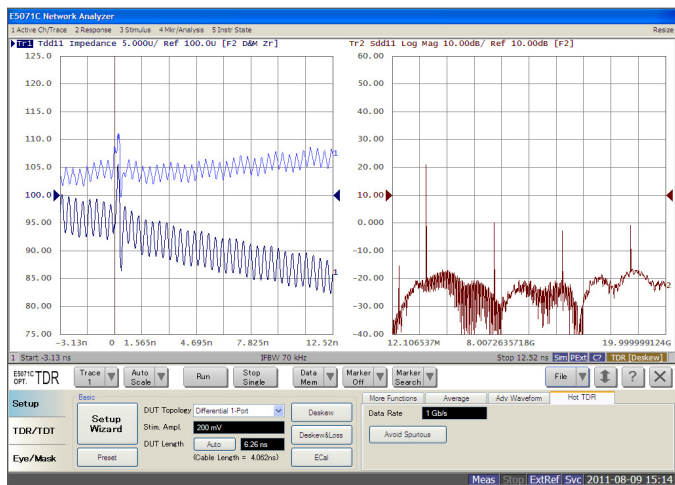 E5071C Network Analyzer
1 Active Ch/Trace 2 Response 3 Stimulus 4 Mkr/Analysis 5 Instr State Resize
Tr1 Tdd11 Impedance 5.000U/ Ref 100.0U [F2 D&M Zr]
Tr2 Sdd11 Log Mag 10.00dB/ Ref 10.00dB [F2]
125.0
120.0
115.0
110.0
105.0
100.0
95.00
90.00
85.00
80.00
75.00
1
1
-3.13n 0 1.565n 4.695n 7.825n 12.52n
60.00
50.00
40.00
30.00
20.00
10.00
0.000
-10.00
-20.00
-30.00
-40.00
2
12.106537M 8.0072635718G 19.999999124G
1 Start -3.13 ns IFBW 70 kHz Stop 12.52 ns Sim PExt C? TDR [Deskew]
E5071C OPT. TDR
Trace 1
Auto Scale
Run
Stop Single
Data Mem
Marker Off
Marker Search
File
?
Setup
TDR/TDT
Eye/Mask
Basic
Setup Wizard
Preset
DUT Topology Differential 1-Port
Stim. Ampl. 200 mV
DUT Length Auto 6.26 ns
(Cable Length = 4.062ns)
Deskew
Deskew&Loss
ECal
More Functions Average Adv Waveform Hot TDR
Data Rate 1 Gb/s
Avoid Spurious
Meas Stop ExtRef Svc 2011-08-09 15:14